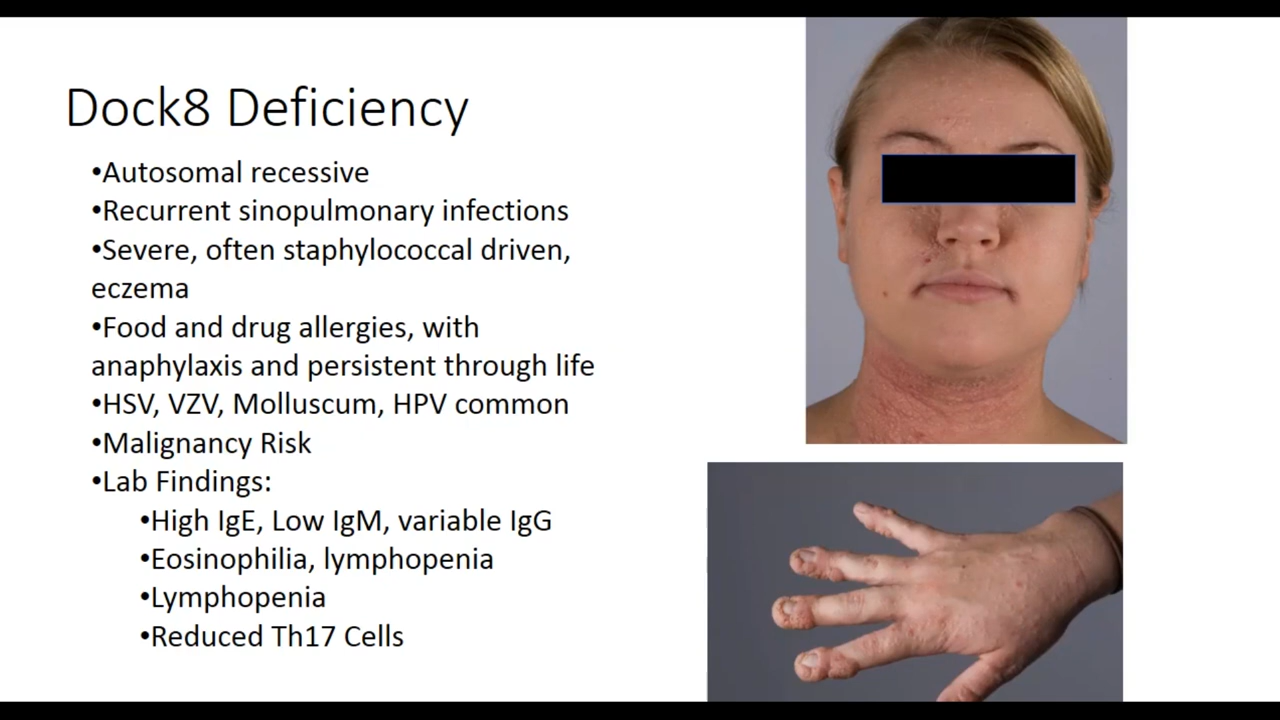 Dock8 Deficiency
•Autosomal recessive
•Recurrent sinopulmonary infections
•Severe, often staphylococcal driven,
eczema
•Food and drug allergies, with
anaphylaxis and persistent through life
•HSV, VZV, Molluscum, HPV common
•Malignancy Risk
•Lab Findings:
•High IgE, Low IgM, variable IgG
•Eosinophilia, lymphopenia
•Lymphopenia
•Reduced Th17 Cells